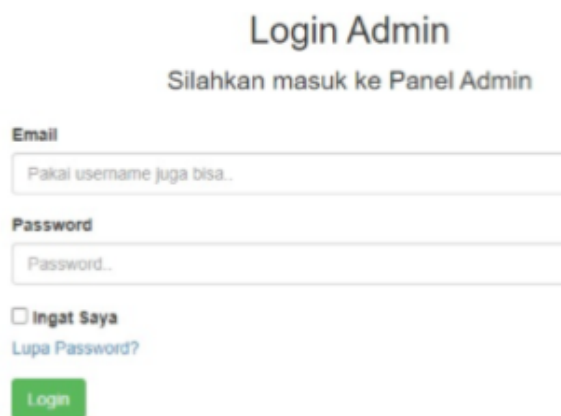 Login Admin
Silahkan masuk ke Panel Admin
Email
Pakai username juga bisa..
Password
Password..
Ingat Saya
Lupa Password?
Login